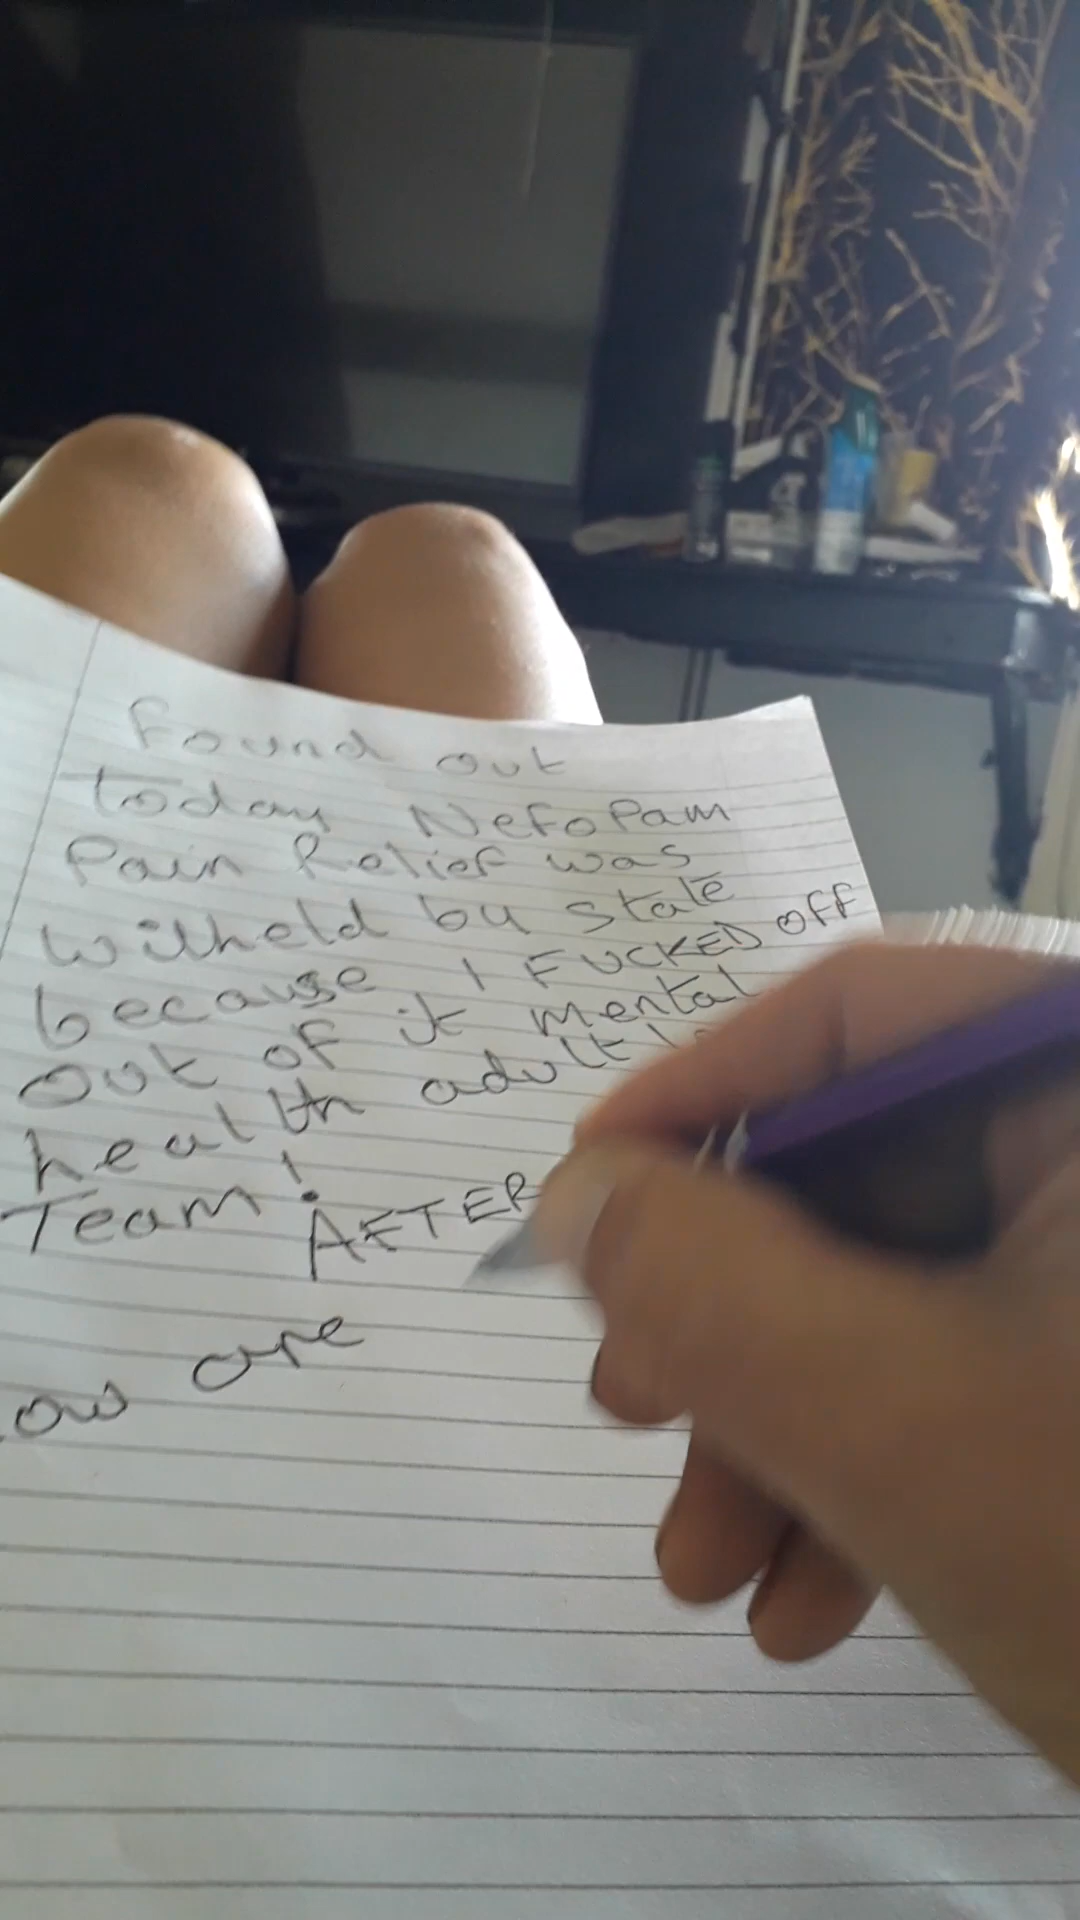 Found out
today Nefopam
Pain Relief was
witheld by state
because I FUCKED off
out of it mental
health adult
Team!
AFTER
are